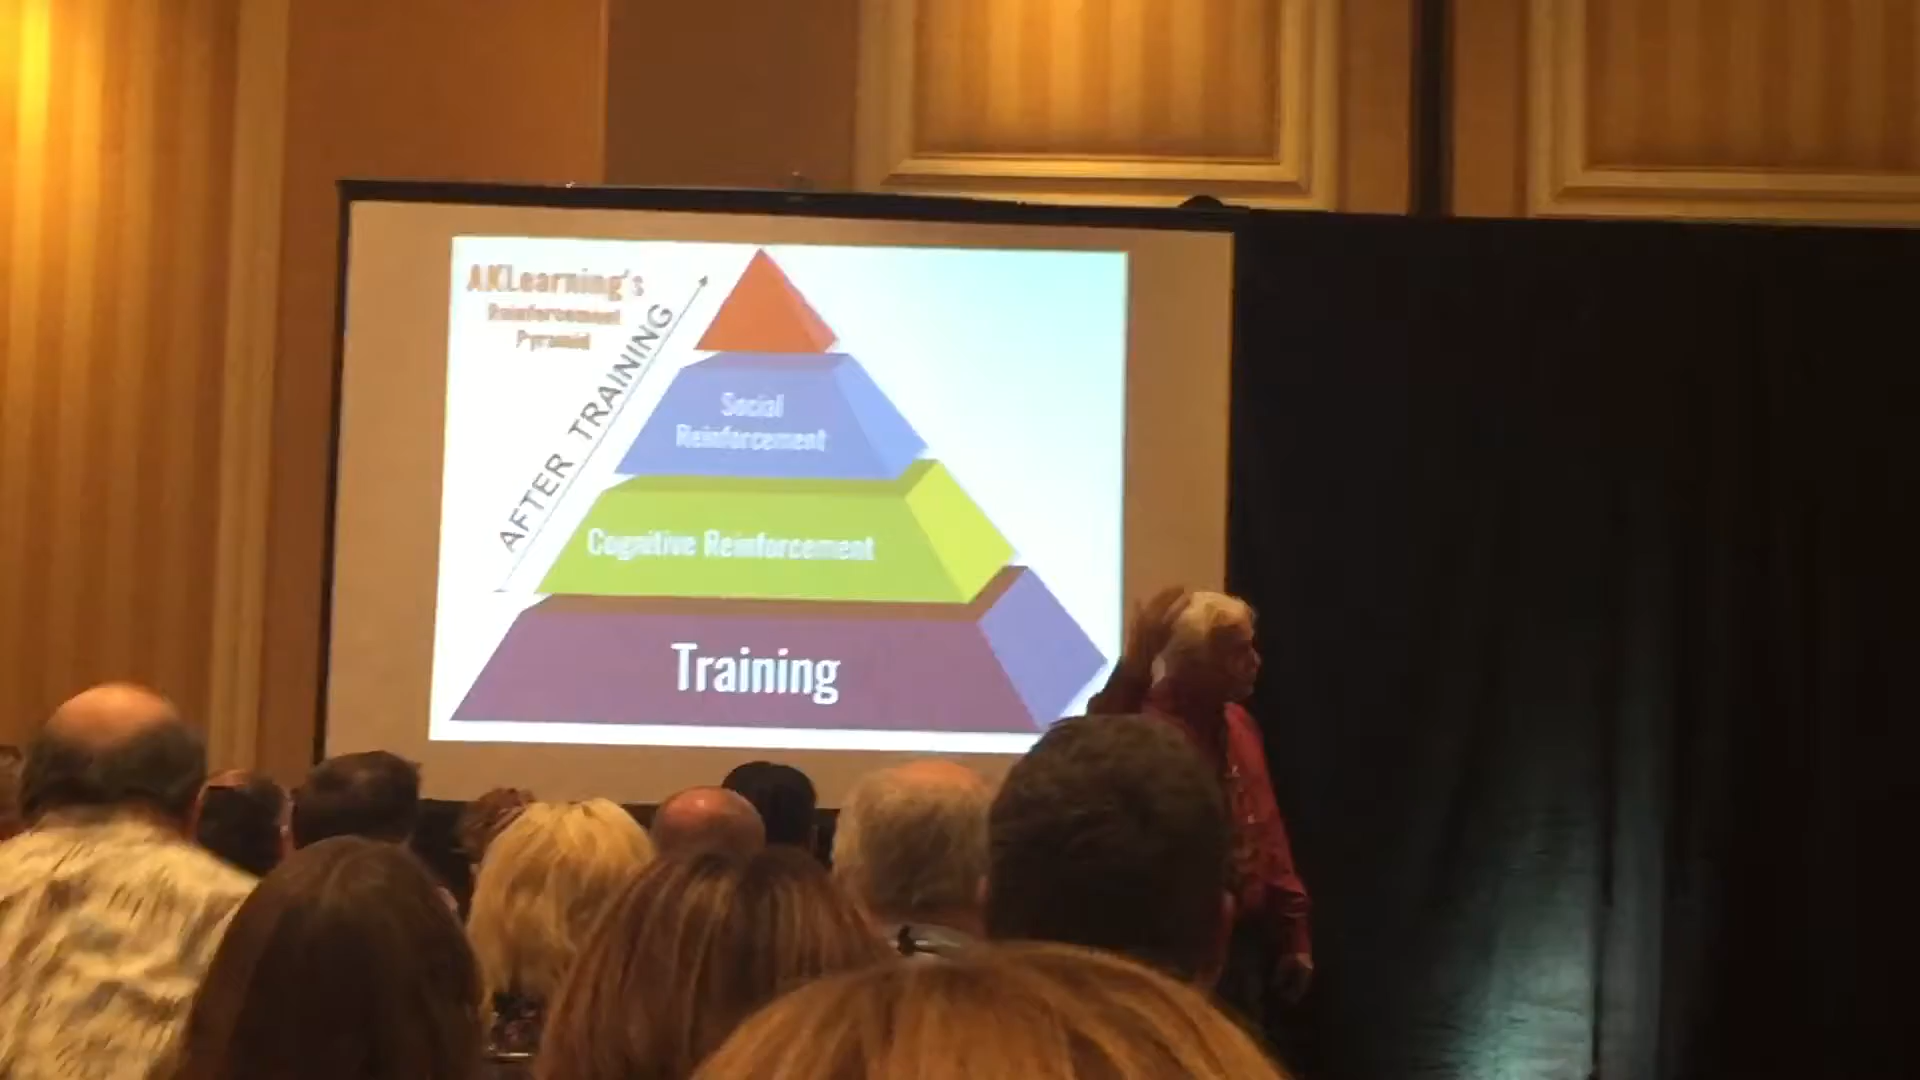 AKLearning's
Reinforcement
Pyramid
AFTER TRAINING
Social
Reinforcement
Cognitive Reinforcement
Training